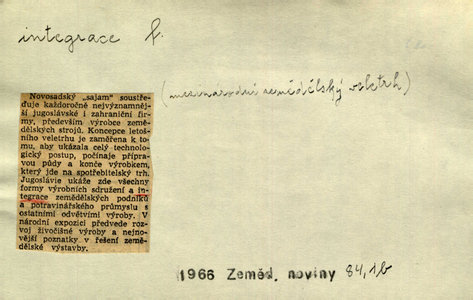 integrace f.
(mezinárodní zemědělský veletrh)
Novosadský „sajam" soustře-
ďuje každoročně nejvýznamněj-
ší jugoslávské i zahraniční fir-
my, především výrobce země-
dělských strojů. Koncepce letoš-
ního veletrhu je zaměřena k to-
mu, aby ukázala celý technolo-
gický postup, počínaje přípra-
vou půdy a konče výrobkem,
který jde na spotřebitelský trh.
Jugoslávie ukáže zde všechny
formy výrobních sdružení a in-
tegrace zemědělských podniků
a potravinářského průmyslu s
ostatními odvětvími výroby. V
národní expozici předvede roz-
voj živočišné výroby a nejno-
vější poznatky v řešení země-
dělské výstavby.
1966 Zeměd. noviny 84, 1b